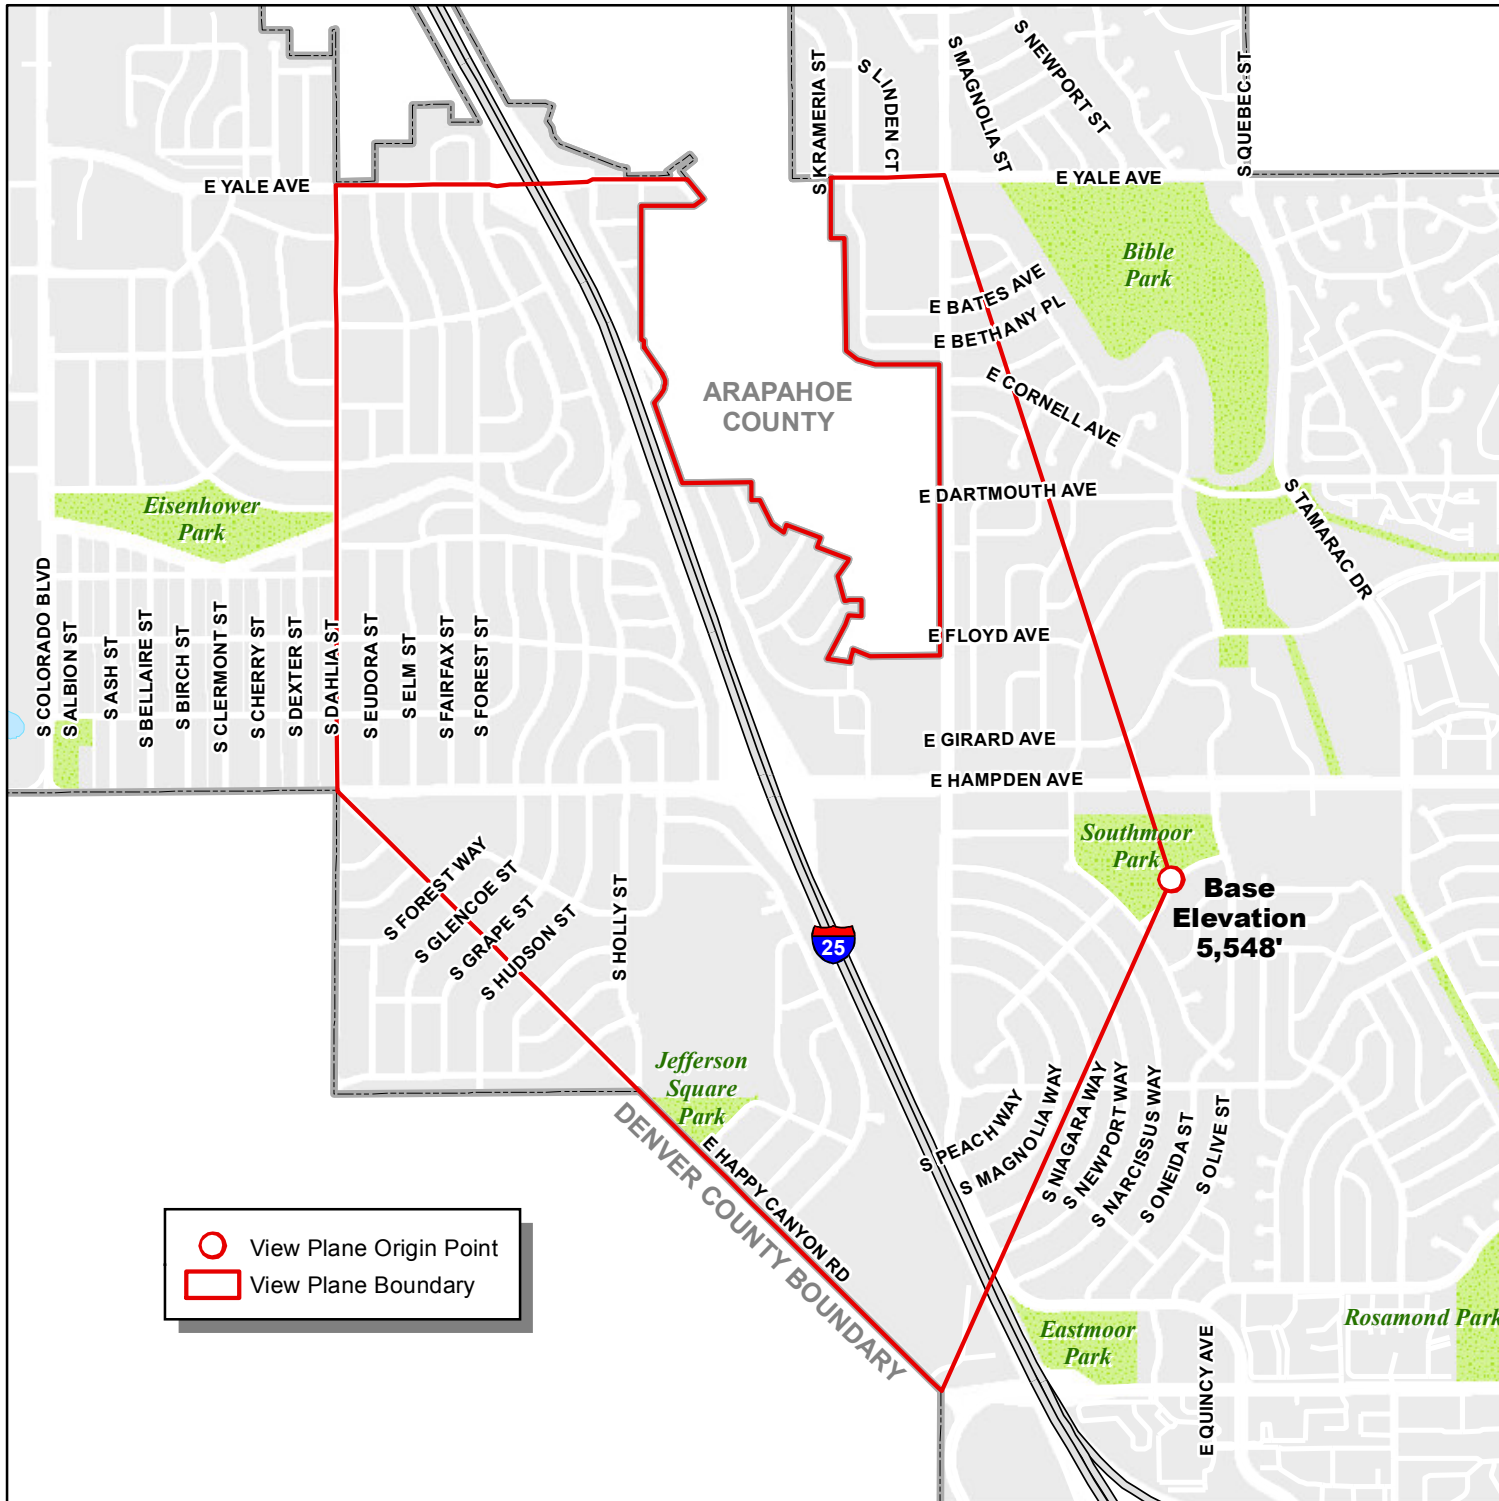 S KRAMERIA ST
S LINDEN CT
S MAGNOLIA ST
S NEWPORT ST
S QUEBEC ST
E YALE AVE
E YALE AVE
Bible
Park
E BATES AVE
E BETHANY PL
E CORNELL AVE
ARAPAHOE
COUNTY
E DARTMOUTH AVE
S TAMARAC DR
Eisenhower
Park
S COLORADO BLVD
S ALBION ST
S ASH ST
S BELLAIRE ST
S BIRCH ST
S CLERMONT ST
S CHERRY ST
S DEXTER ST
S DAHLIA ST
S EUDORA ST
S ELM ST
S FAIRFAX ST
S FOREST ST
E FLOYD AVE
E GIRARD AVE
E HAMPDEN AVE
Southmoor
Park
Base
Elevation
5,548'
S FOREST WAY
S GLENCOE ST
S GRAPE ST
S HUDSON ST
S HOLLY ST
25
Jefferson
Square
Park
S PEACH WAY
S MAGNOLIA WAY
S NIAGARA WAY
S NEWPORT WAY
S NARCISSUS WAY
S ONEIDA ST
S OLIVE ST
E HAPPY CANYON RD
DENVER COUNTY BOUNDARY
View Plane Origin Point
View Plane Boundary
Eastmoor
Park
E QUINCY AVE
Rosamond Park